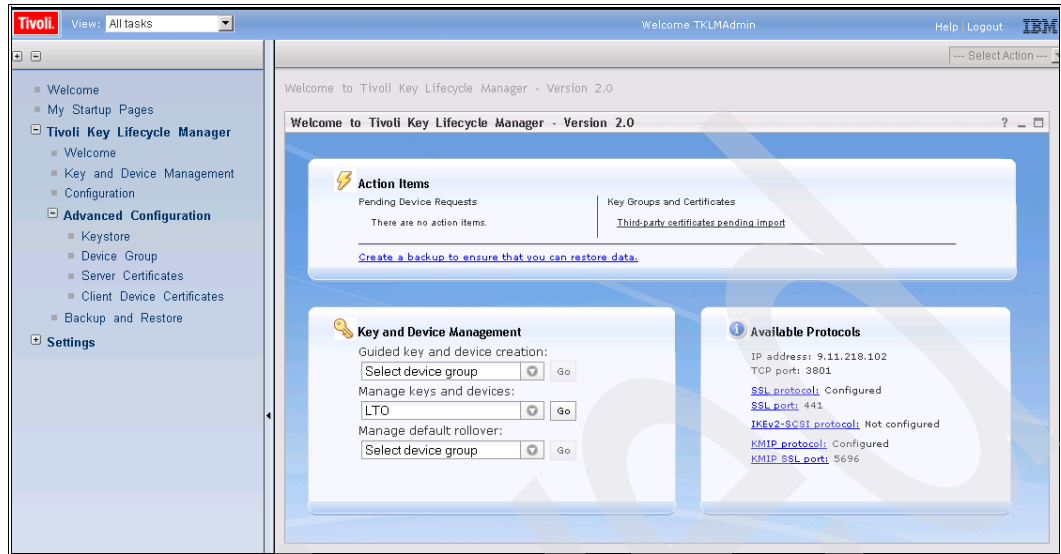 Tivoli. View: All tasks Welcome TKLMAdmin Help Logout IBM
--- Select Action ---
Welcome
My Startup Pages
Tivoli Key Lifecycle Manager
Welcome
Key and Device Management
Configuration
Advanced Configuration
Keystore
Device Group
Server Certificates
Client Device Certificates
Backup and Restore
Settings
Welcome to Tivoli Key Lifecycle Manager - Version 2.0
Welcome to Tivoli Key Lifecycle Manager - Version 2.0 ?
Action Items
Pending Device Requests
There are no action items.
Key Groups and Certificates
Third-party certificates pending import
Create a backup to ensure that you can restore data.
Key and Device Management
Guided key and device creation:
Select device group Go
Manage keys and devices:
LTO Go
Manage default rollover:
Select device group Go
Available Protocols
IP address: 9.11.218.102
TCP port: 3801
SSL protocol: Configured
SSL port: 441
IKEv2-SCSI protocol: Not configured
KMIP protocol: Configured
KMIP SSL port: 5696